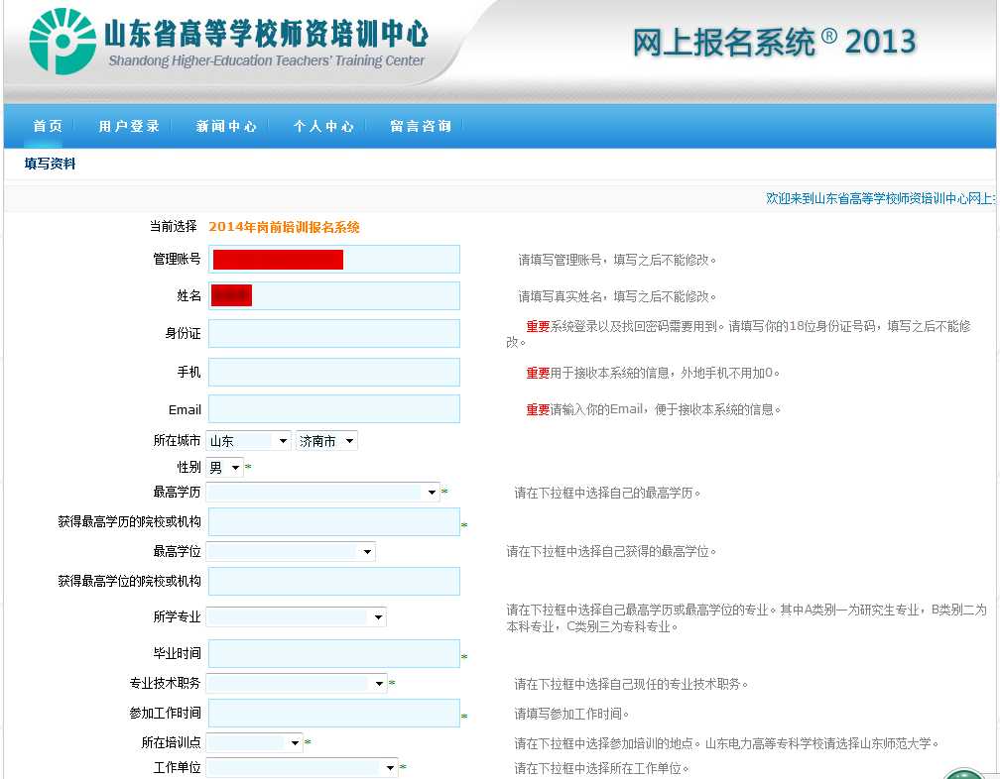 山东省高等学校师资培训中心
Shandong Higher-Education Teachers' Training Center
网上报名系统® 2013
首页 用户登录 新闻中心 个人中心 留言咨询
填写资料
欢迎来到山东省高等学校师资培训中心网上
当前选择 2014年岗前培训报名系统
管理账号 请填写管理账号，填写之后不能修改。
姓名 请填写真实姓名，填写之后不能修改。
身份证 重要系统登录以及找回密码需要用到。请填写你的18位身份证号码，填写之后不能修
改。
手机 重要用于接收本系统的信息，外地手机不用加0。
Email 重要请输入你的Email，便于接收本系统的信息。
所在城市 山东 济南市
性别 男 *
最高学历 * 请在下拉框中选择自己的最高学历。
获得最高学历的院校或机构 *
最高学位 请在下拉框中选择自己获得的最高学位。
获得最高学位的院校或机构
所学专业 请在下拉框中选择自己最高学历或最高学位的专业。其中A类别一为研究生专业，B类别二为
本科专业，C类别三为专科专业。
毕业时间 *
专业技术职务 * 请在下拉框中选择自己现任的专业技术职务。
参加工作时间 * 请填写参加工作时间。
所在培训点 * 请在下拉框中选择参加培训的地点。山东电力高等专科学校请选择山东师范大学。
工作单位 * 请在下拉框中选择所在工作单位。